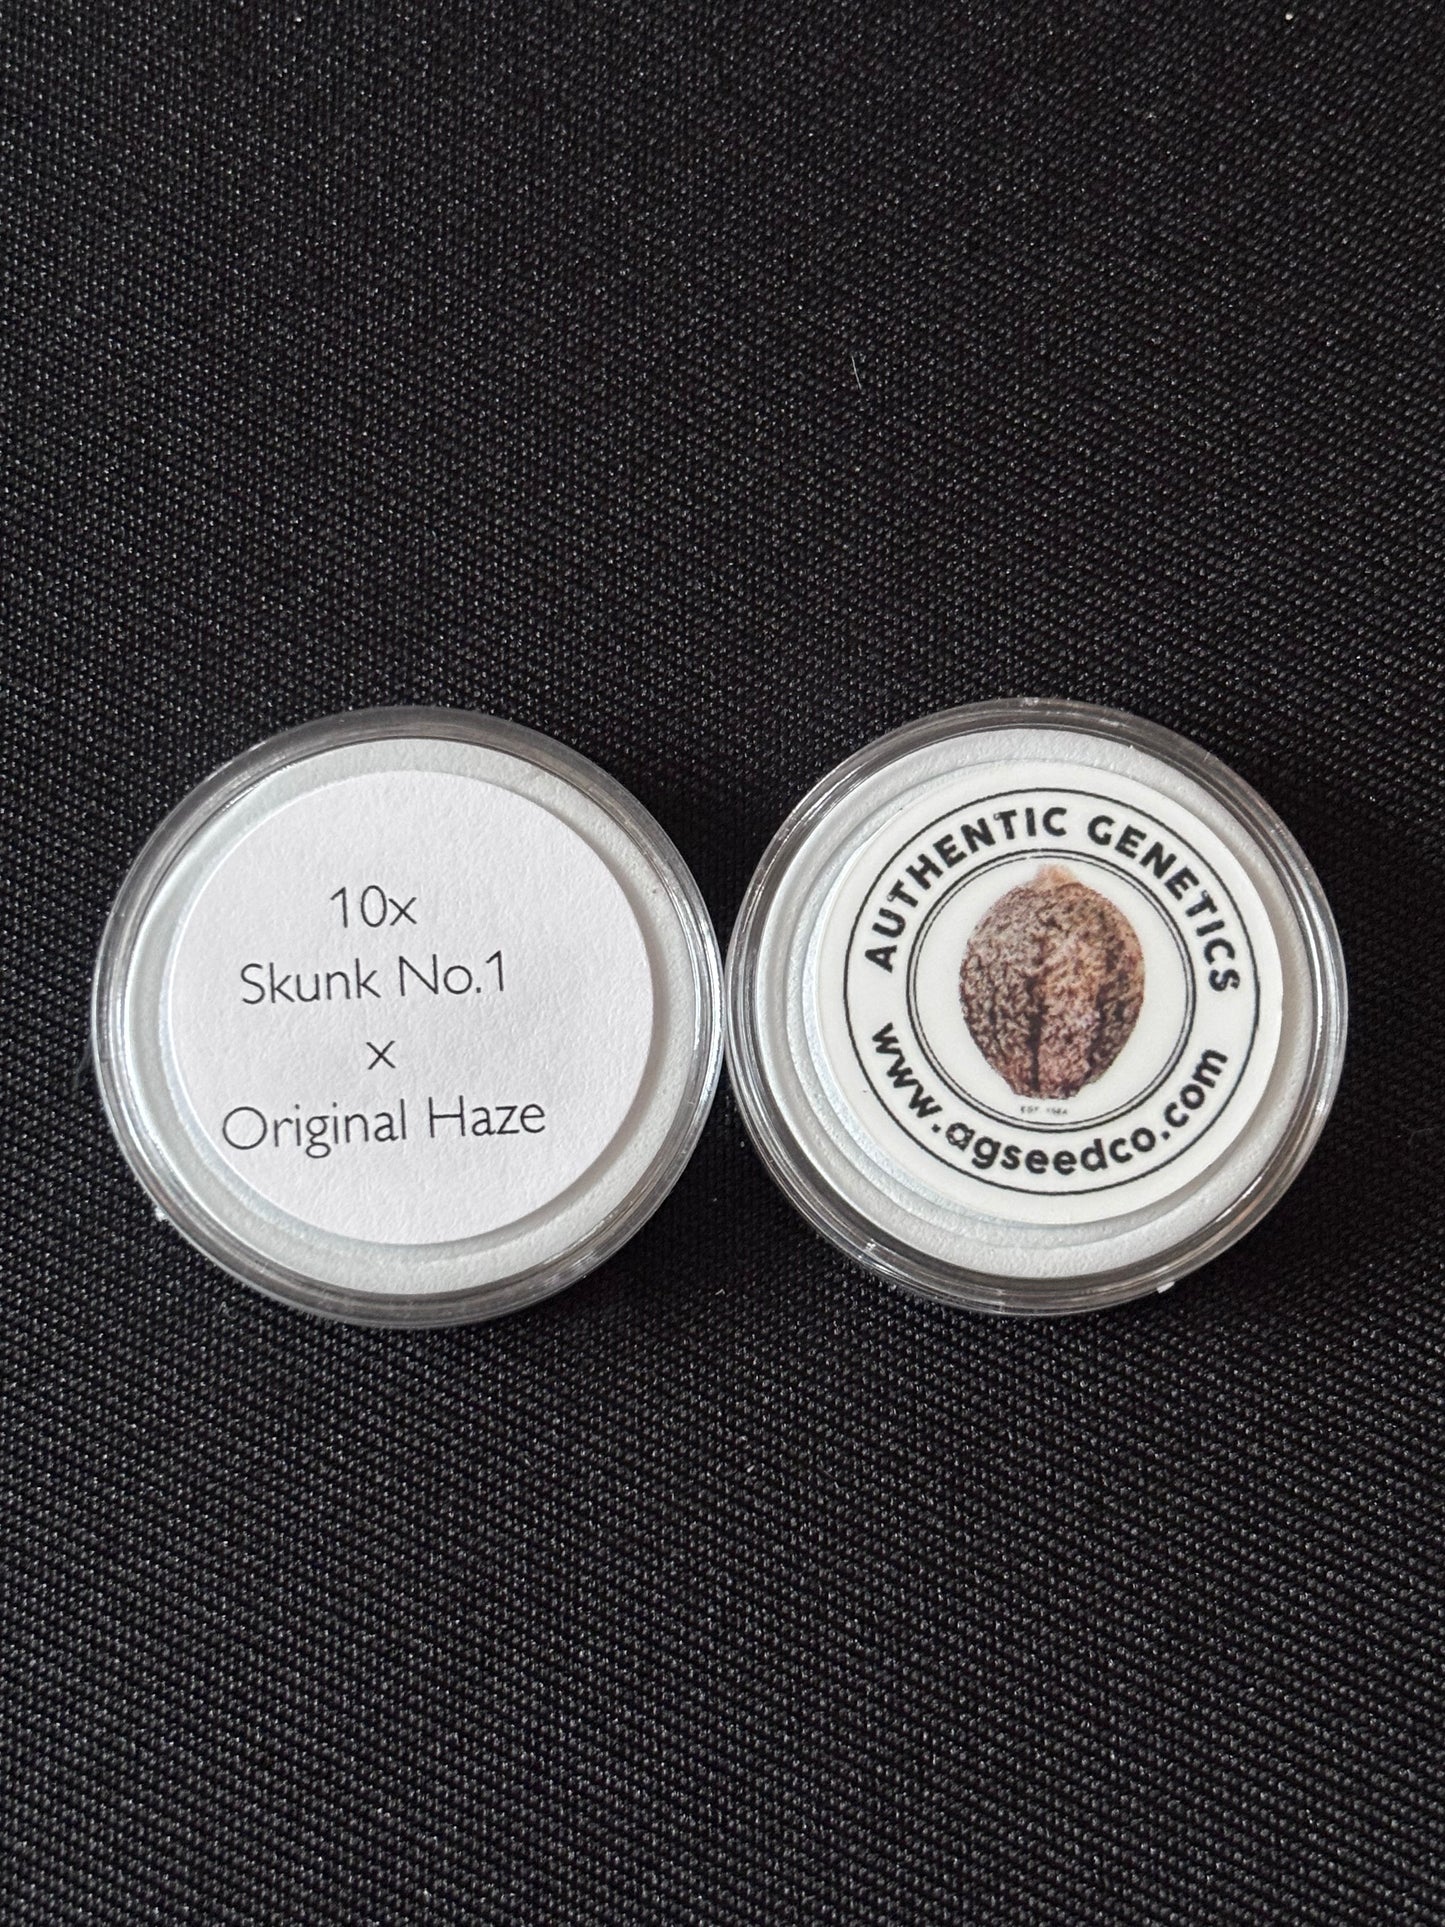 10x
Skunk No.1
x
Original Haze
AUTHENTIC GENETICS
www.agseedco.com